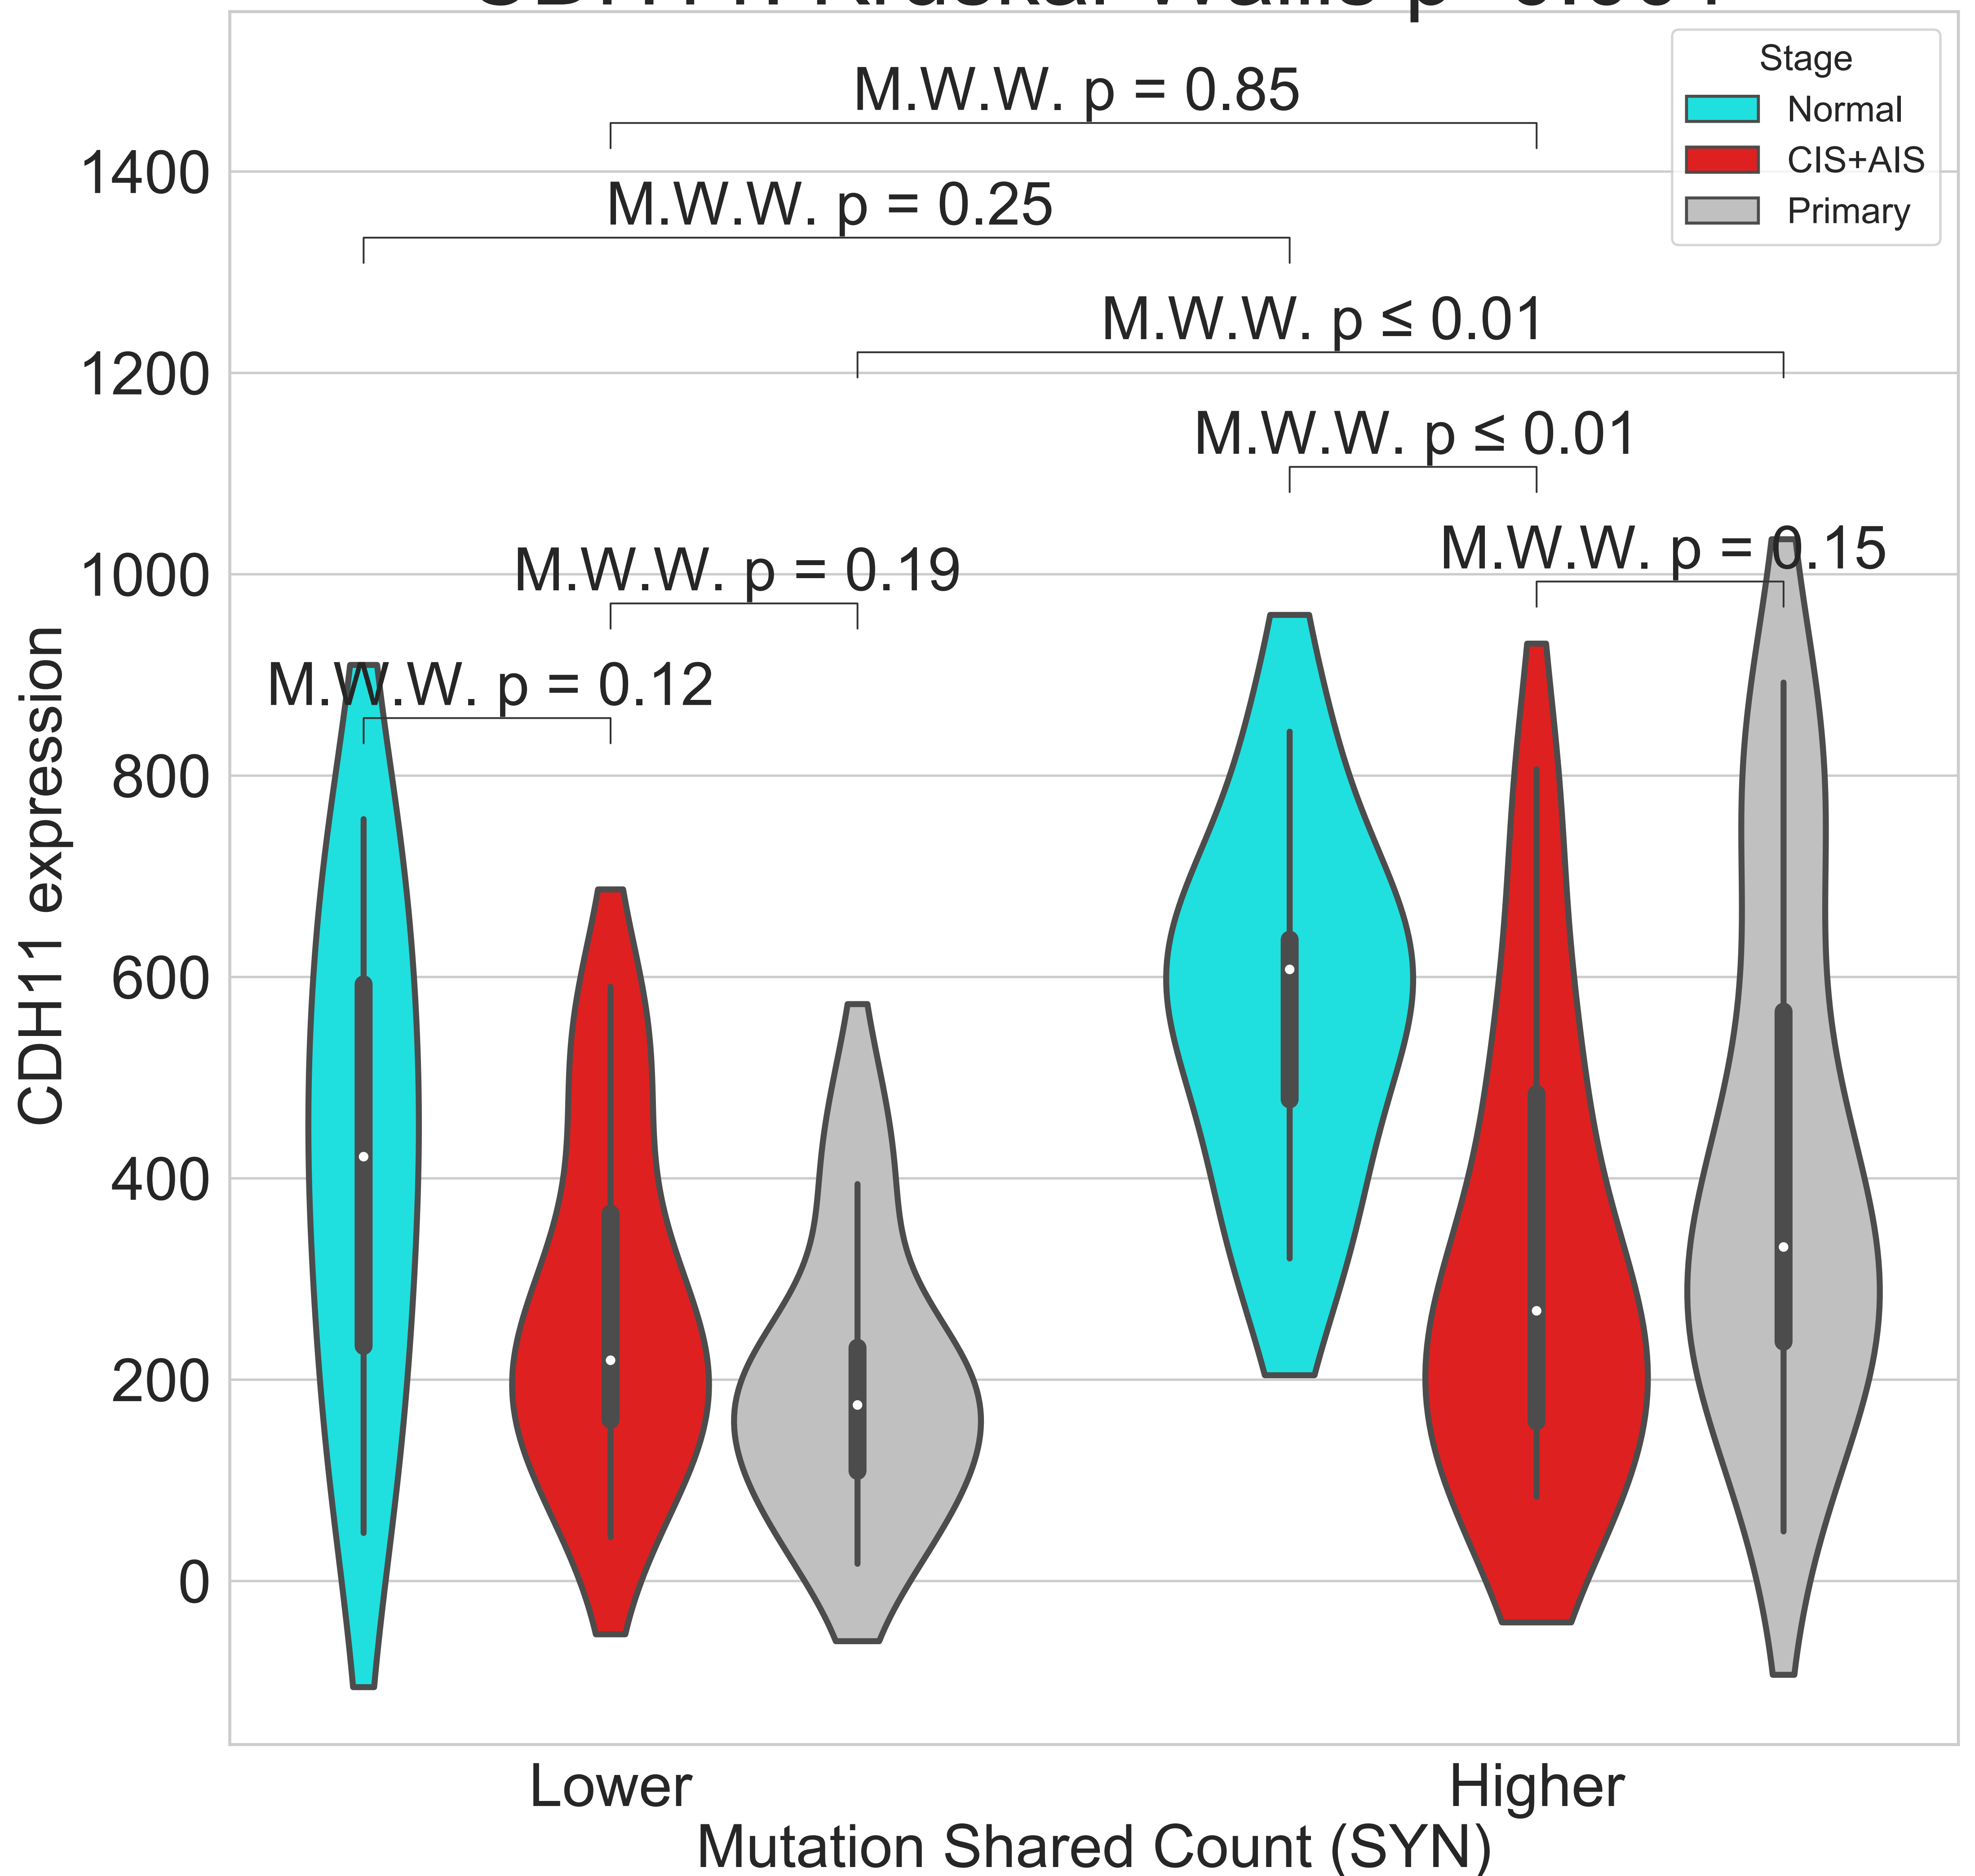 Stage
Normal
CIS+AIS
Primary
M.W.W. p = 0.85
M.W.W. p = 0.25
M.W.W. p ≤ 0.01
M.W.W. p ≤ 0.01
M.W.W. p = 0.15
M.W.W. p = 0.19
M.W.W. p = 0.12
1400
1200
1000
800
600
400
200
0
CDH11 expression
Lower
Higher
Mutation Shared Count (SYN)